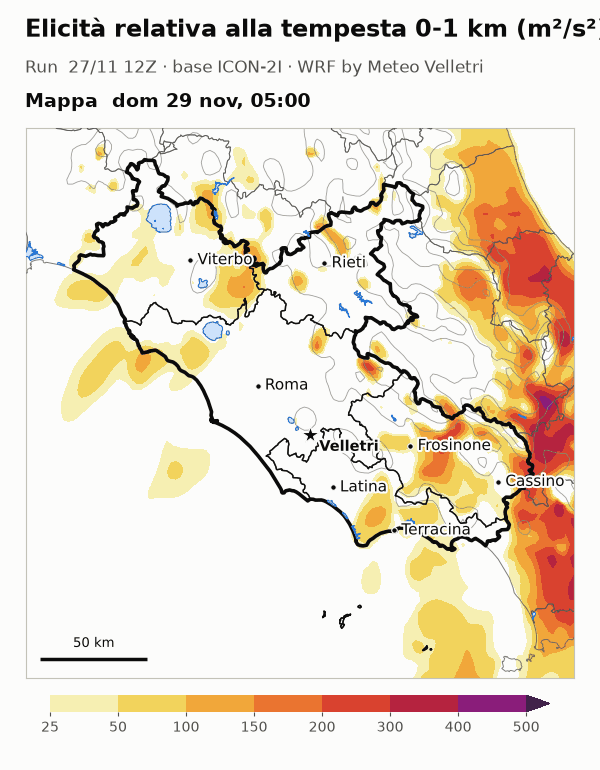 Elicità relativa alla tempesta 0-1 km (m²/s²)
Run 27/11 12Z · base ICON-2I · WRF by Meteo Velletri
Mappa dom 29 nov, 05:00
Viterbo
Rieti
Roma
Velletri
Frosinone
Cassino
Latina
Terracina
50 km
25 50 100 150 200 300 400 500